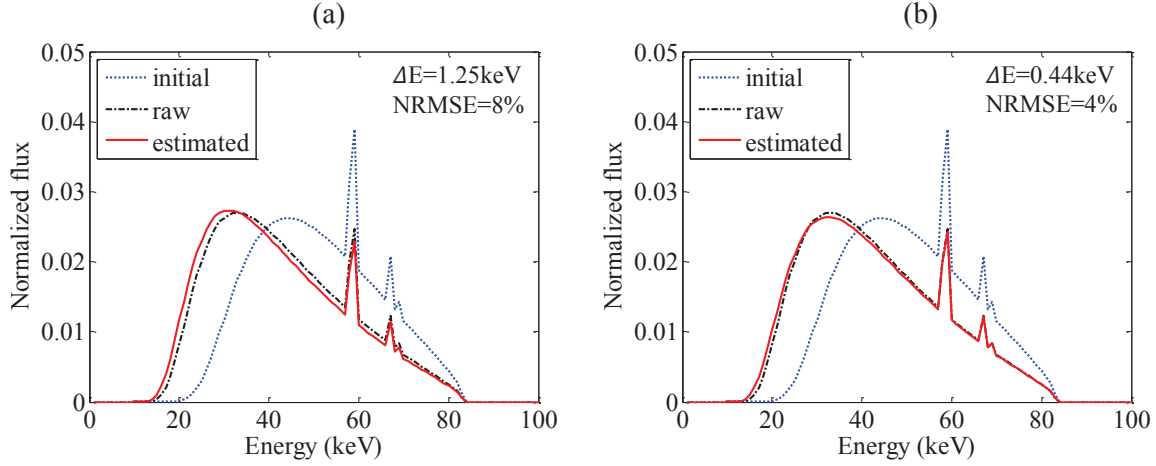 (a)
0.05
0.04
0.03
0.02
0.01
0
Normalized flux
initial
raw
estimated
ΔE=1.25keV
NRMSE=8%
0 20 40 60 80 100
Energy (keV)
(b)
0.05
0.04
0.03
0.02
0.01
0
Normalized flux
initial
raw
estimated
ΔE=0.44keV
NRMSE=4%
0 20 40 60 80 100
Energy (keV)